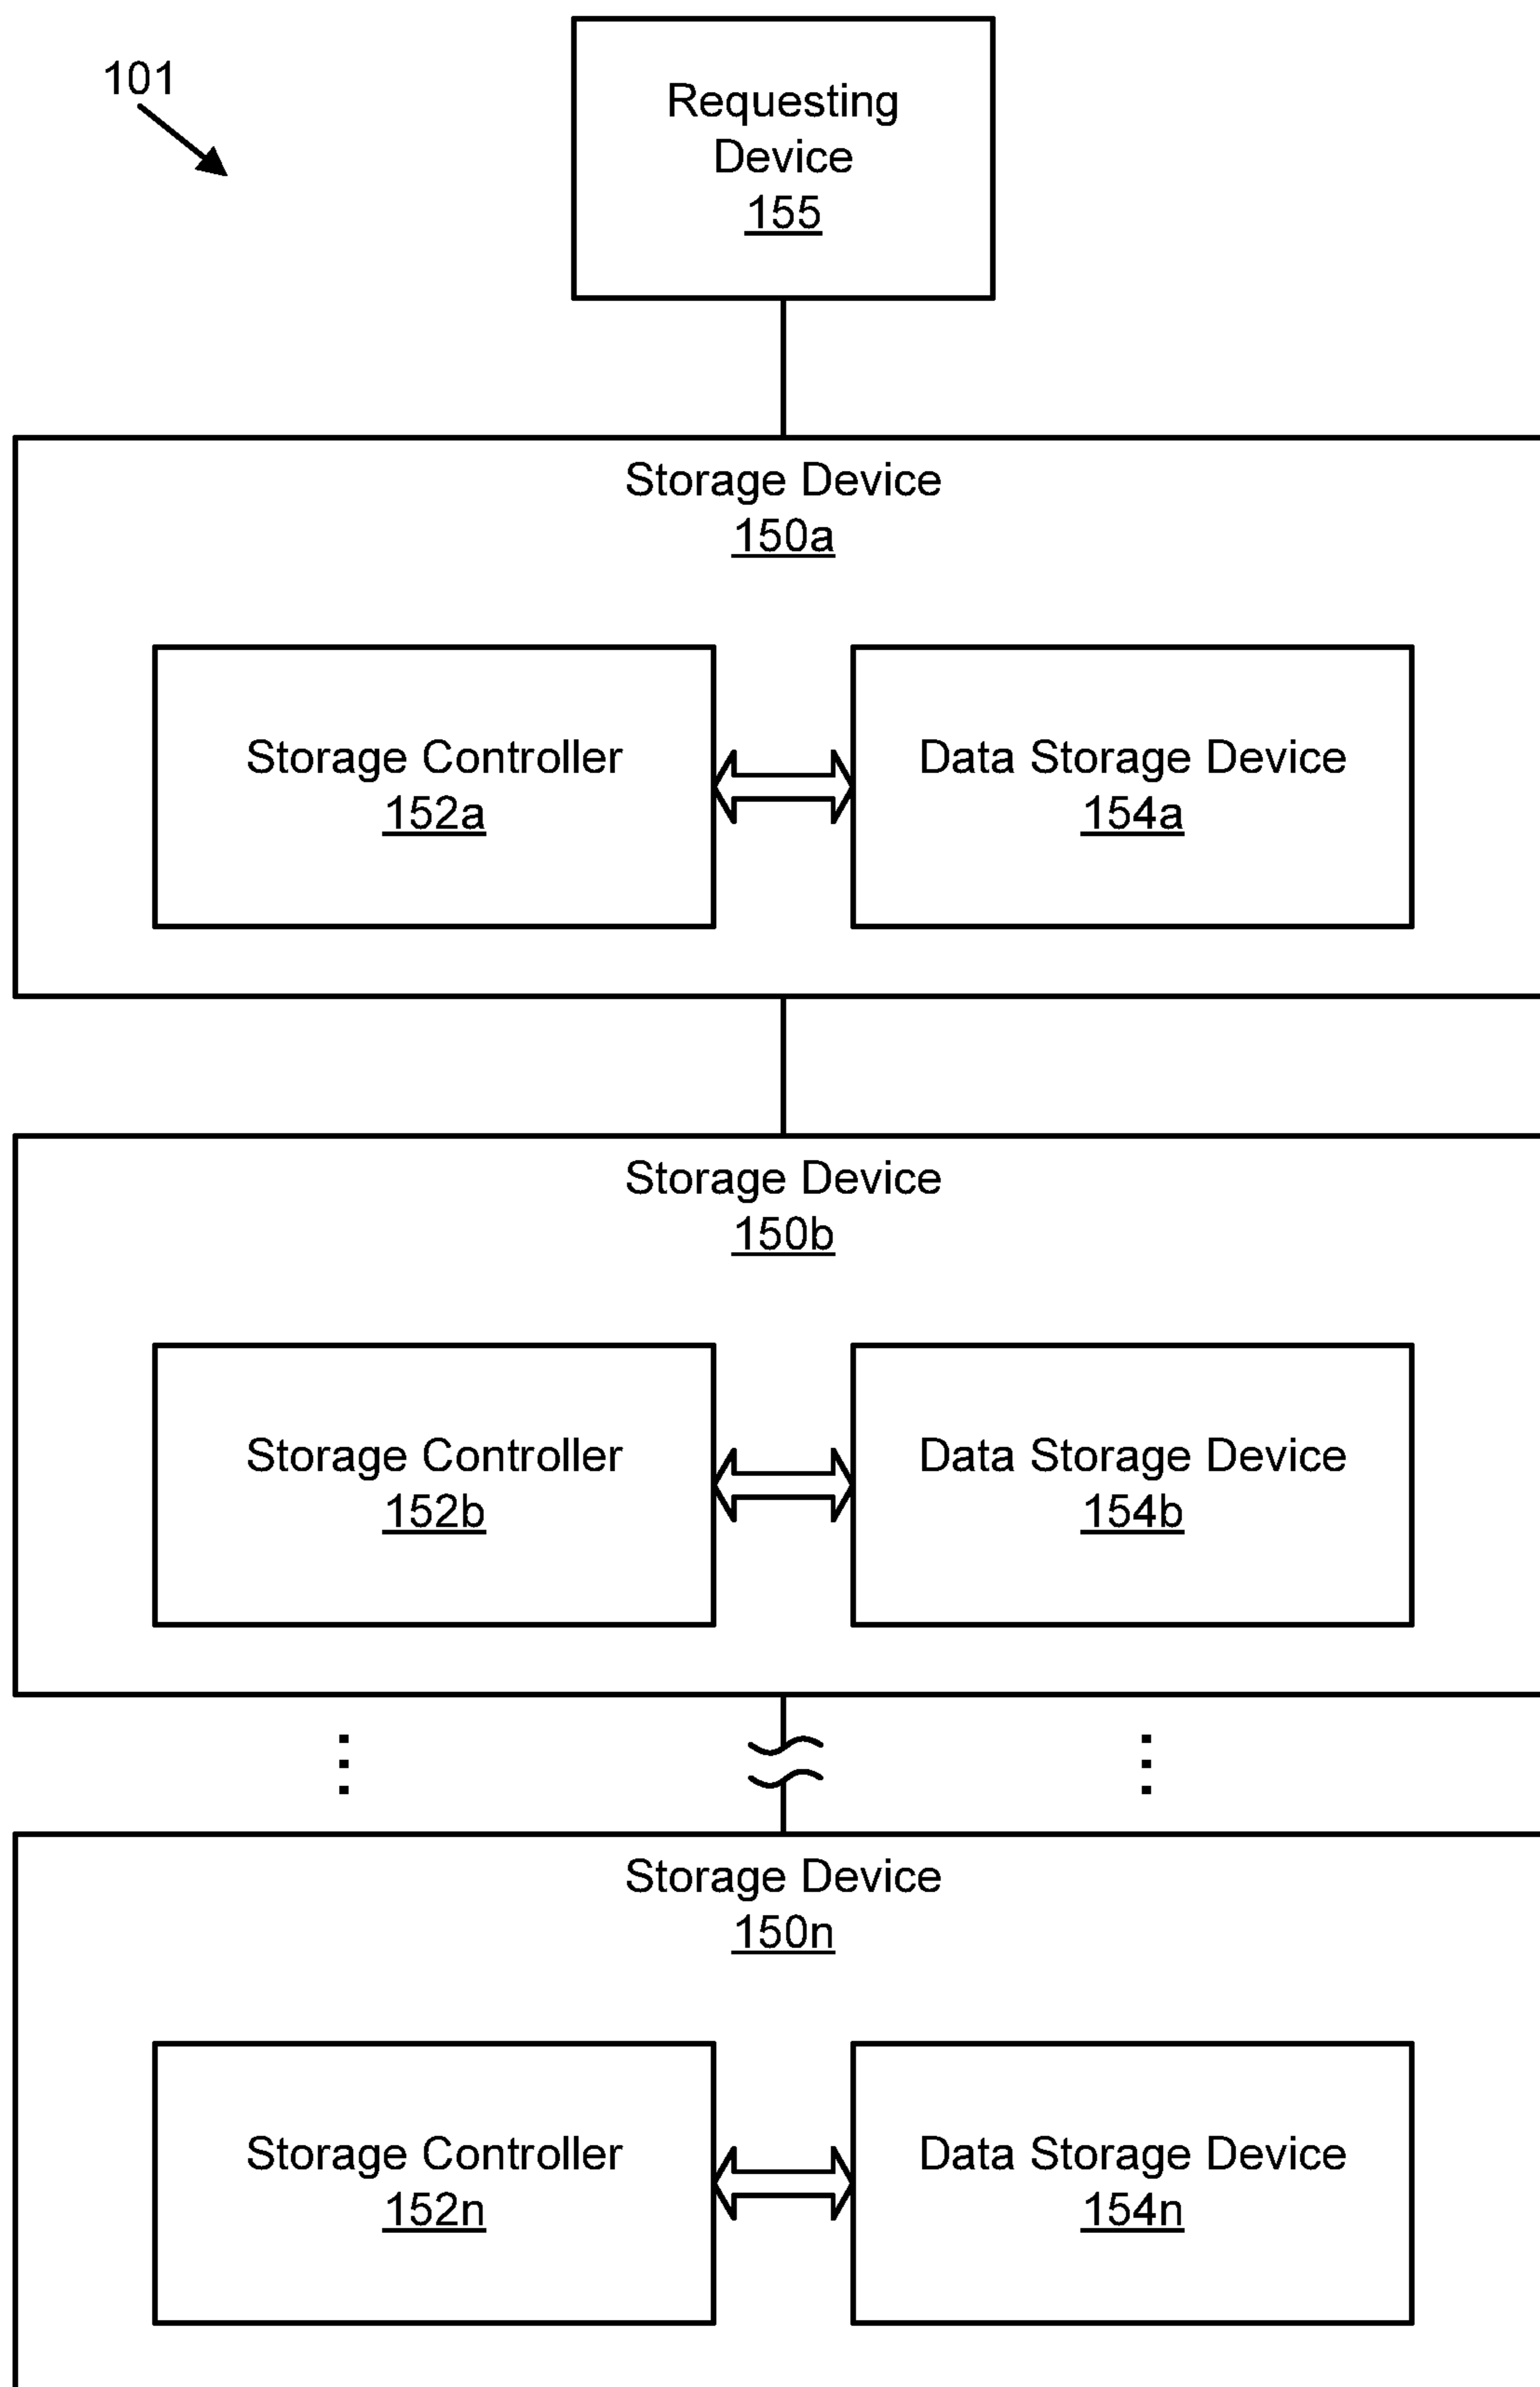 101
Requesting
Device
155
Storage Device
150a
Storage Controller
152a
Data Storage Device
154a
Storage Device
150b
Storage Controller
152b
Data Storage Device
154b
Storage Device
150n
Storage Controller
152n
Data Storage Device
154n